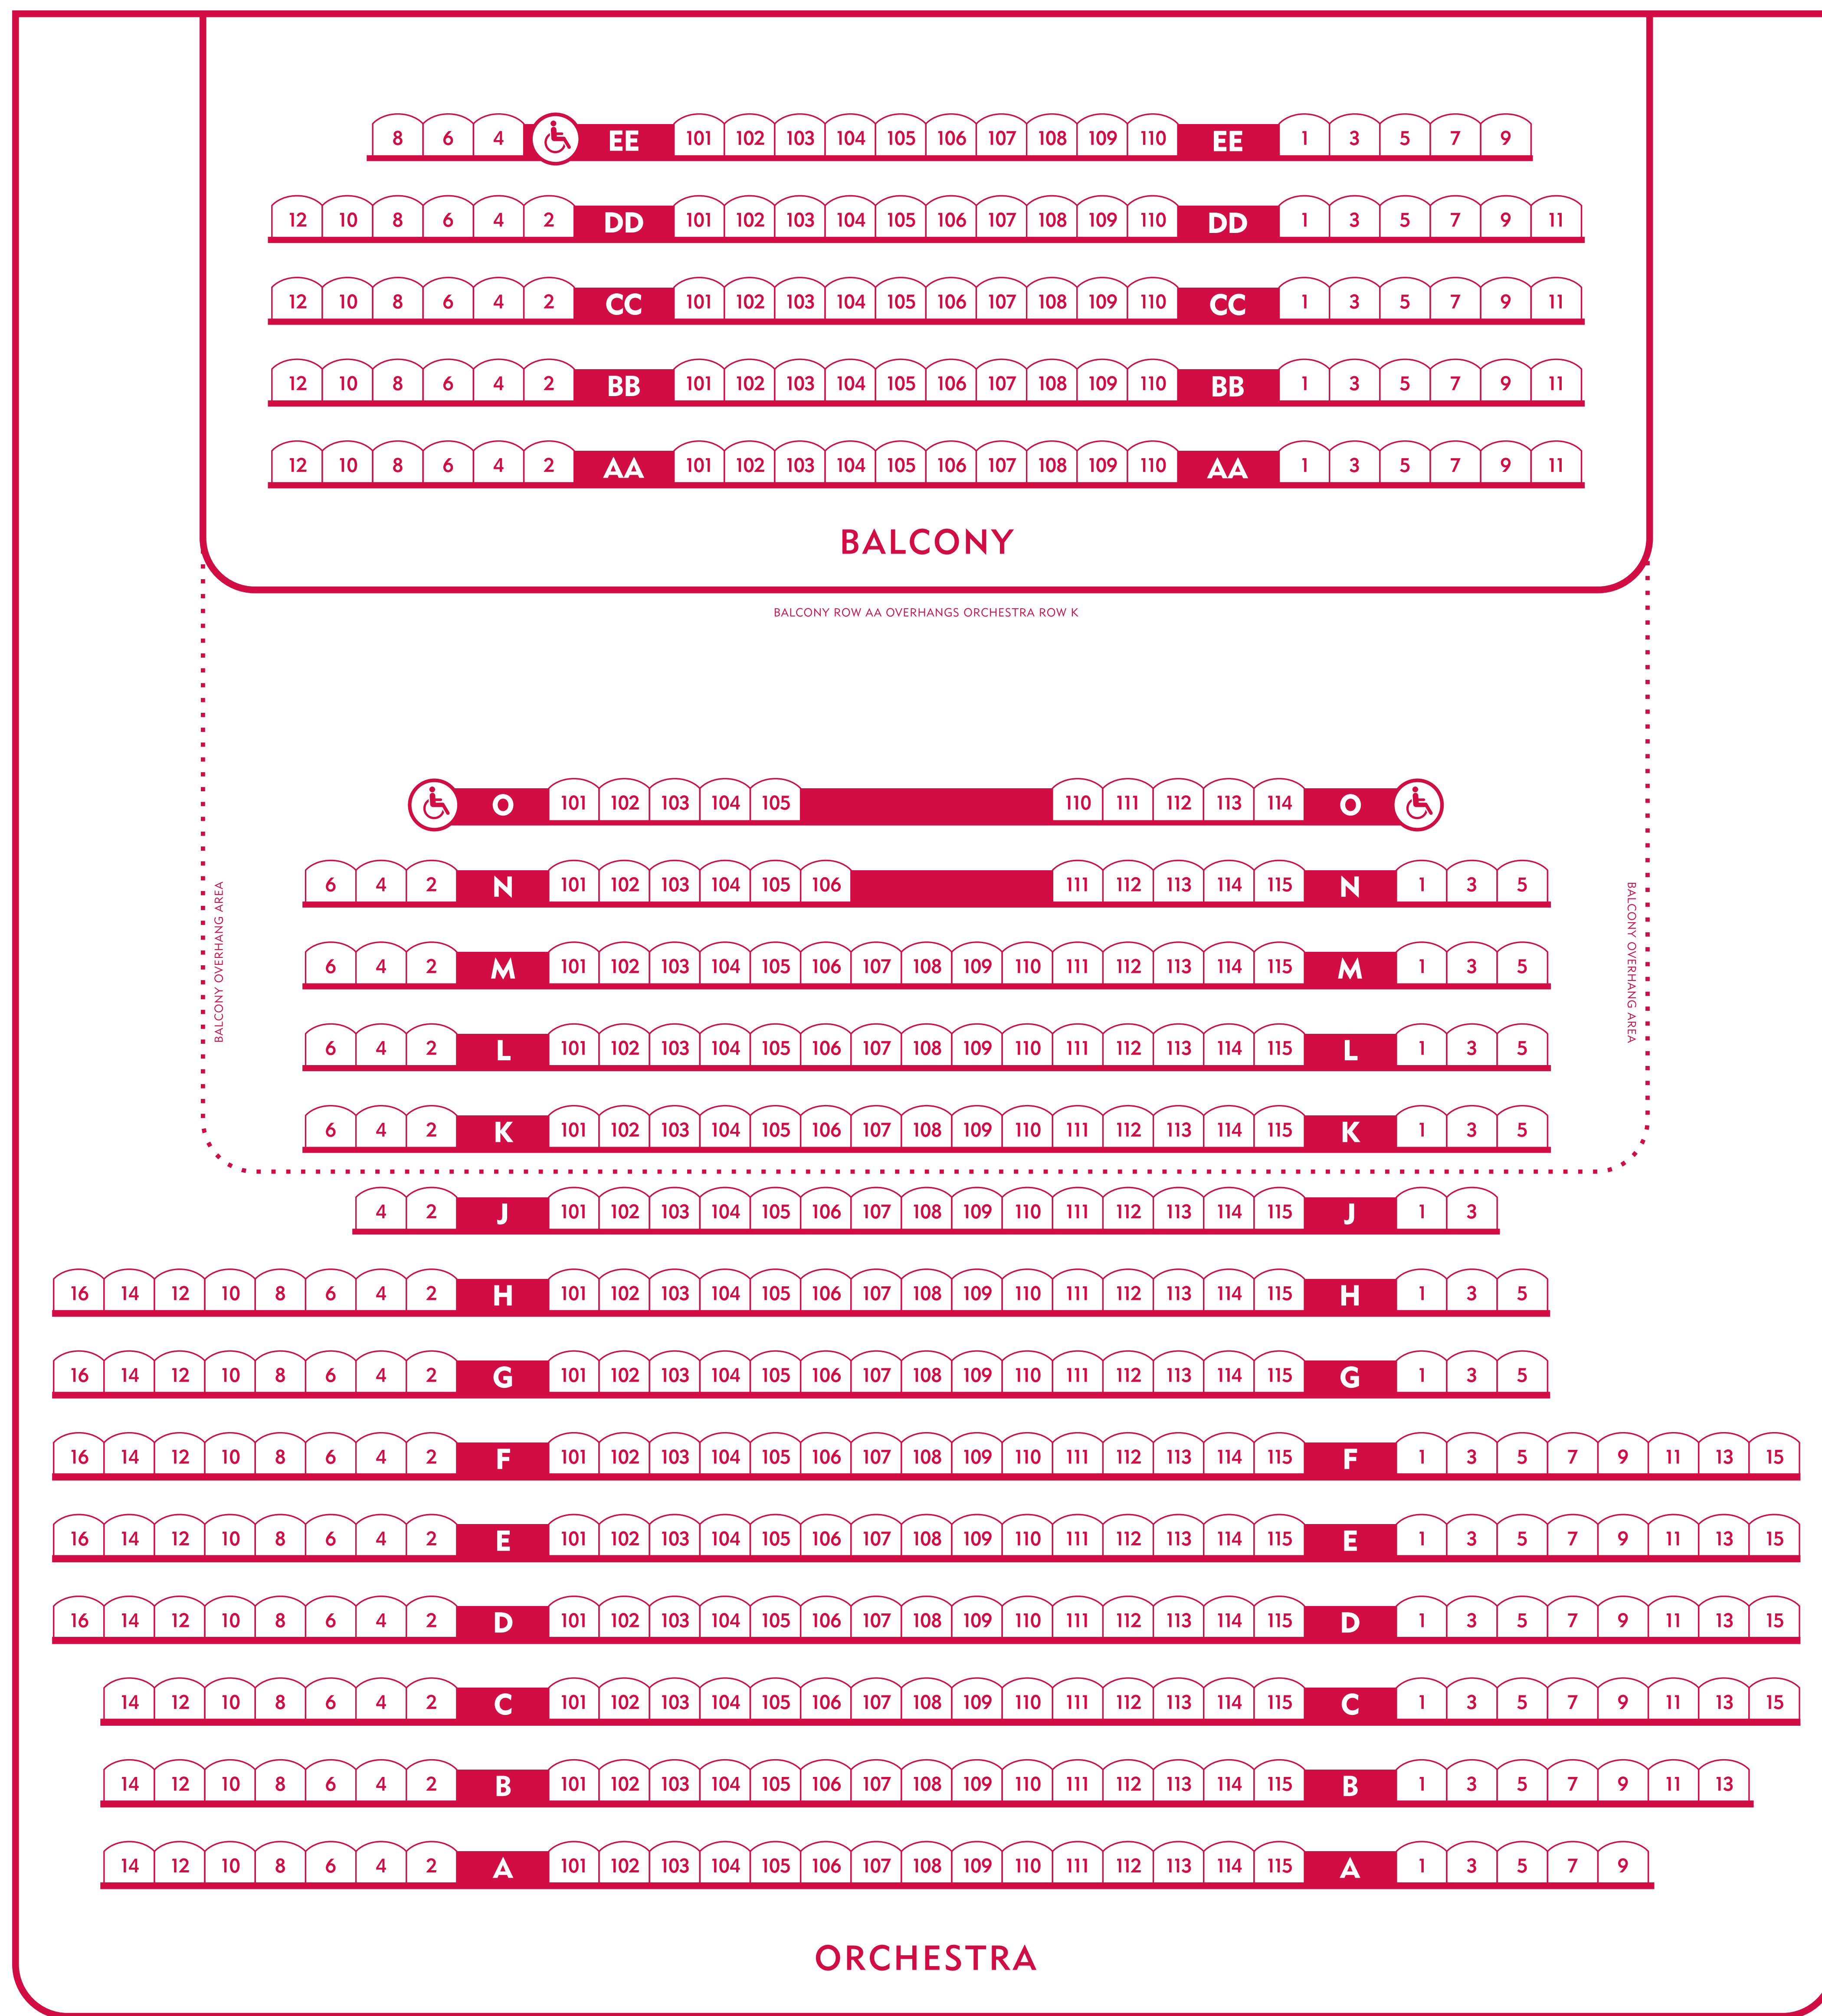 8 6 4 EE 101 102 103 104 105 106 107 108 109 110 EE 1 3 5 7 9
12 10 8 6 4 2 DD 101 102 103 104 105 106 107 108 109 110 DD 1 3 5 7 9 11
12 10 8 6 4 2 CC 101 102 103 104 105 106 107 108 109 110 CC 1 3 5 7 9 11
12 10 8 6 4 2 BB 101 102 103 104 105 106 107 108 109 110 BB 1 3 5 7 9 11
12 10 8 6 4 2 AA 101 102 103 104 105 106 107 108 109 110 AA 1 3 5 7 9 11
BALCONY
BALCONY ROW AA OVERHANGS ORCHESTRA ROW K
O 101 102 103 104 105 110 111 112 113 114 O
6 4 2 N 101 102 103 104 105 106 111 112 113 114 115 N 1 3 5
BALCONY OVERHANG AREA
BALCONY OVERHANG AREA
6 4 2 M 101 102 103 104 105 106 107 108 109 110 111 112 113 114 115 M 1 3 5
6 4 2 L 101 102 103 104 105 106 107 108 109 110 111 112 113 114 115 L 1 3 5
6 4 2 K 101 102 103 104 105 106 107 108 109 110 111 112 113 114 115 K 1 3 5
4 2 J 101 102 103 104 105 106 107 108 109 110 111 112 113 114 115 J 1 3
16 14 12 10 8 6 4 2 H 101 102 103 104 105 106 107 108 109 110 111 112 113 114 115 H 1 3 5
16 14 12 10 8 6 4 2 G 101 102 103 104 105 106 107 108 109 110 111 112 113 114 115 G 1 3 5
16 14 12 10 8 6 4 2 F 101 102 103 104 105 106 107 108 109 110 111 112 113 114 115 F 1 3 5 7 9 11 13 15
16 14 12 10 8 6 4 2 E 101 102 103 104 105 106 107 108 109 110 111 112 113 114 115 E 1 3 5 7 9 11 13 15
16 14 12 10 8 6 4 2 D 101 102 103 104 105 106 107 108 109 110 111 112 113 114 115 D 1 3 5 7 9 11 13 15
14 12 10 8 6 4 2 C 101 102 103 104 105 106 107 108 109 110 111 112 113 114 115 C 1 3 5 7 9 11 13 15
14 12 10 8 6 4 2 B 101 102 103 104 105 106 107 108 109 110 111 112 113 114 115 B 1 3 5 7 9 11 13
14 12 10 8 6 4 2 A 101 102 103 104 105 106 107 108 109 110 111 112 113 114 115 A 1 3 5 7 9
ORCHESTRA